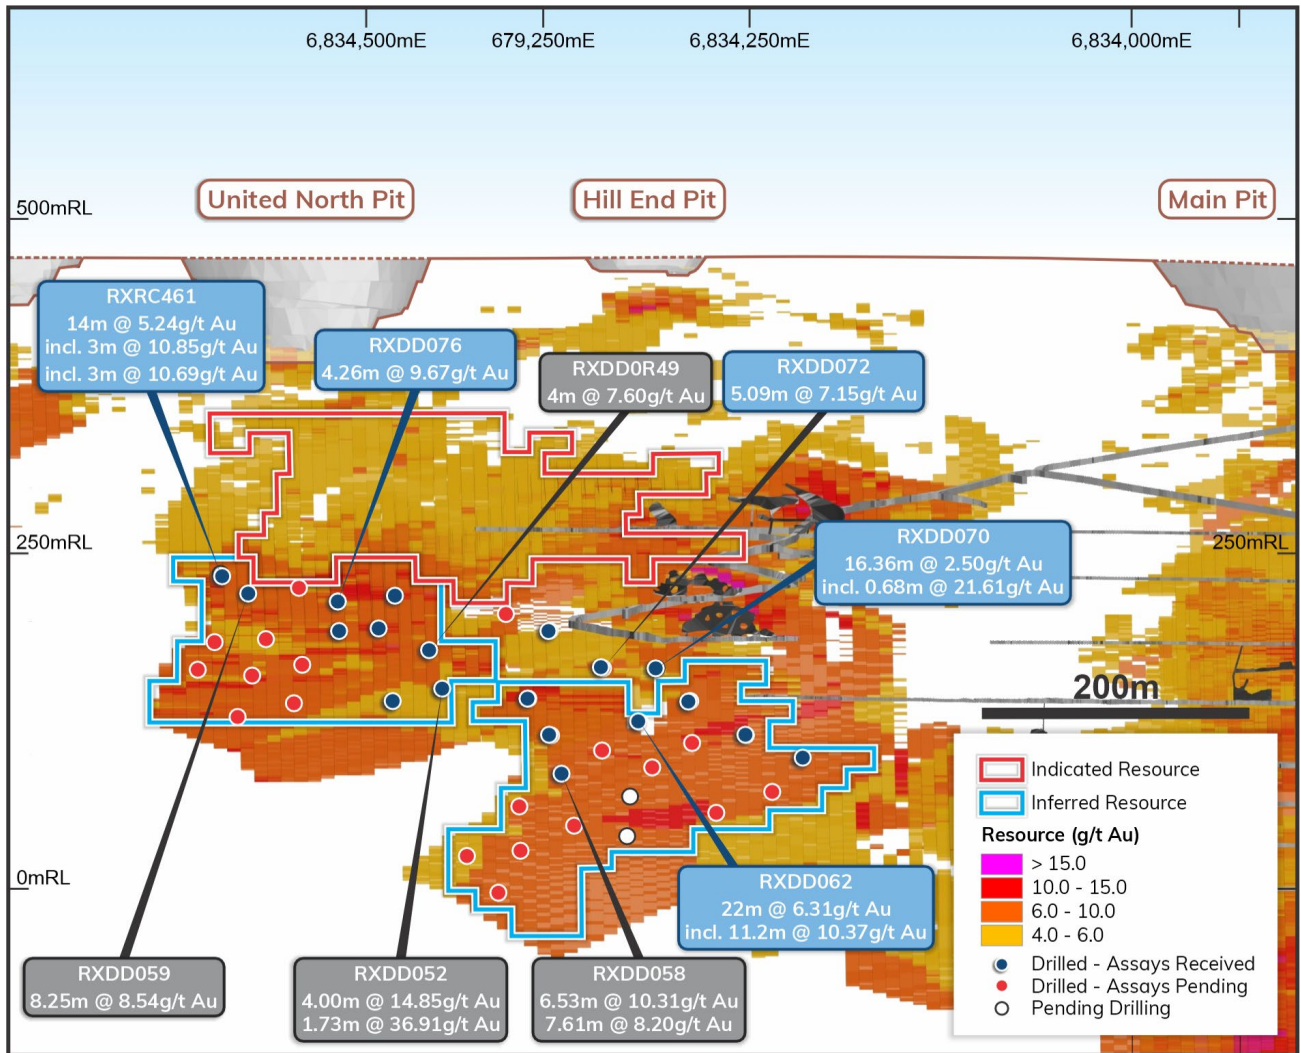 6,834,500mE
679,250mE
6,834,250mE
6,834,000mE
United North Pit
Hill End Pit
Main Pit
500mRL
RXRC461
14m @ 5.24g/t Au
incl. 3m @ 10.85g/t Au
incl. 3m @ 10.69g/t Au
RXDD076
4.26m @ 9.67g/t Au
RXDD0R49
4m @ 7.60g/t Au
RXDD072
5.09m @ 7.15g/t Au
250mRL
250mRL
RXDD070
16.36m @ 2.50g/t Au
incl. 0.68m @ 21.61g/t Au
200m
0mRL
RXDD062
22m @ 6.31g/t Au
incl. 11.2m @ 10.37g/t Au
RXDD059
8.25m @ 8.54g/t Au
RXDD052
4.00m @ 14.85g/t Au
1.73m @ 36.91g/t Au
RXDD058
6.53m @ 10.31g/t Au
7.61m @ 8.20g/t Au
Indicated Resource
Inferred Resource
Resource (g/t Au)
> 15.0
10.0 - 15.0
6.0 - 10.0
4.0 - 6.0
Drilled - Assays Received
Drilled - Assays Pending
Pending Drilling